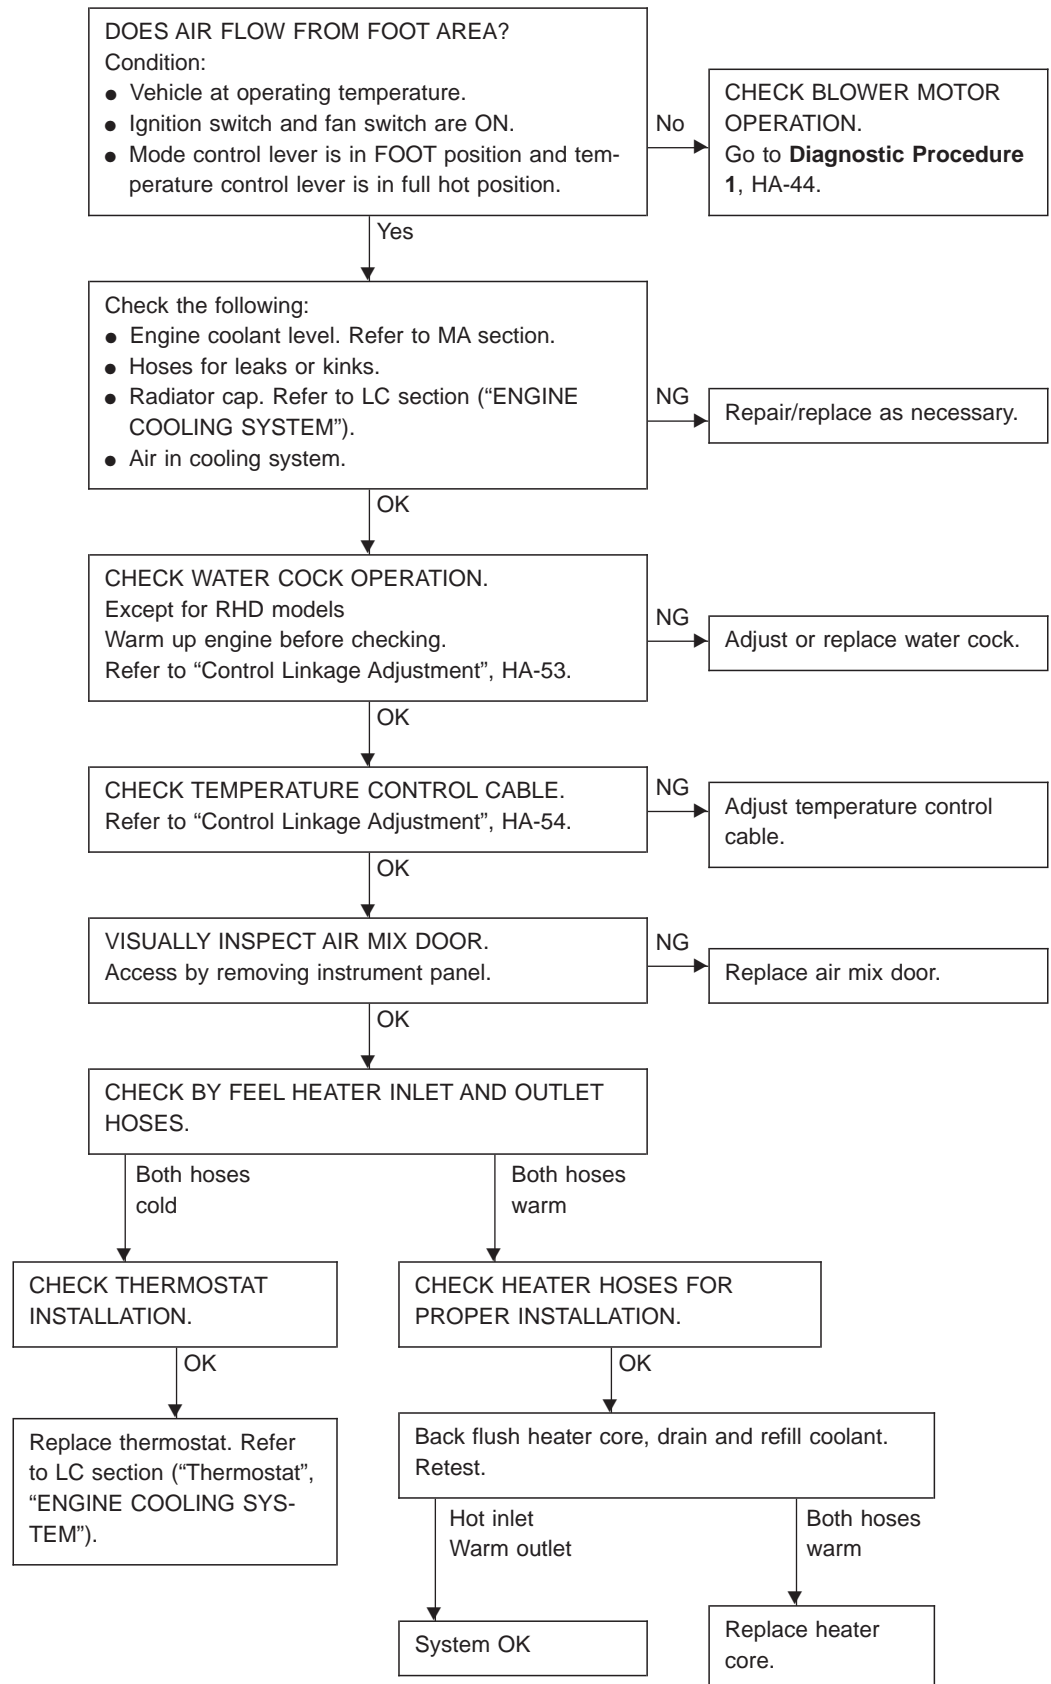 DOES AIR FLOW FROM FOOT AREA?
Condition:
● Vehicle at operating temperature.
● Ignition switch and fan switch are ON.
● Mode control lever is in FOOT position and tem-
perature control lever is in full hot position.
No
CHECK BLOWER MOTOR
OPERATION.
Go to Diagnostic Procedure
1, HA-44.
Yes
Check the following:
● Engine coolant level. Refer to MA section.
● Hoses for leaks or kinks.
● Radiator cap. Refer to LC section (“ENGINE
COOLING SYSTEM”).
● Air in cooling system.
NG
Repair/replace as necessary.
OK
CHECK WATER COCK OPERATION.
Except for RHD models
Warm up engine before checking.
Refer to “Control Linkage Adjustment”, HA-53.
NG
Adjust or replace water cock.
OK
CHECK TEMPERATURE CONTROL CABLE.
Refer to “Control Linkage Adjustment”, HA-54.
NG
Adjust temperature control
cable.
OK
VISUALLY INSPECT AIR MIX DOOR.
Access by removing instrument panel.
NG
Replace air mix door.
OK
CHECK BY FEEL HEATER INLET AND OUTLET
HOSES.
Both hoses
cold
Both hoses
warm
CHECK THERMOSTAT
INSTALLATION.
CHECK HEATER HOSES FOR
PROPER INSTALLATION.
OK
OK
Replace thermostat. Refer
to LC section (“Thermostat”,
“ENGINE COOLING SYS-
TEM”).
Back flush heater core, drain and refill coolant.
Retest.
Hot inlet
Warm outlet
Both hoses
warm
System OK
Replace heater
core.